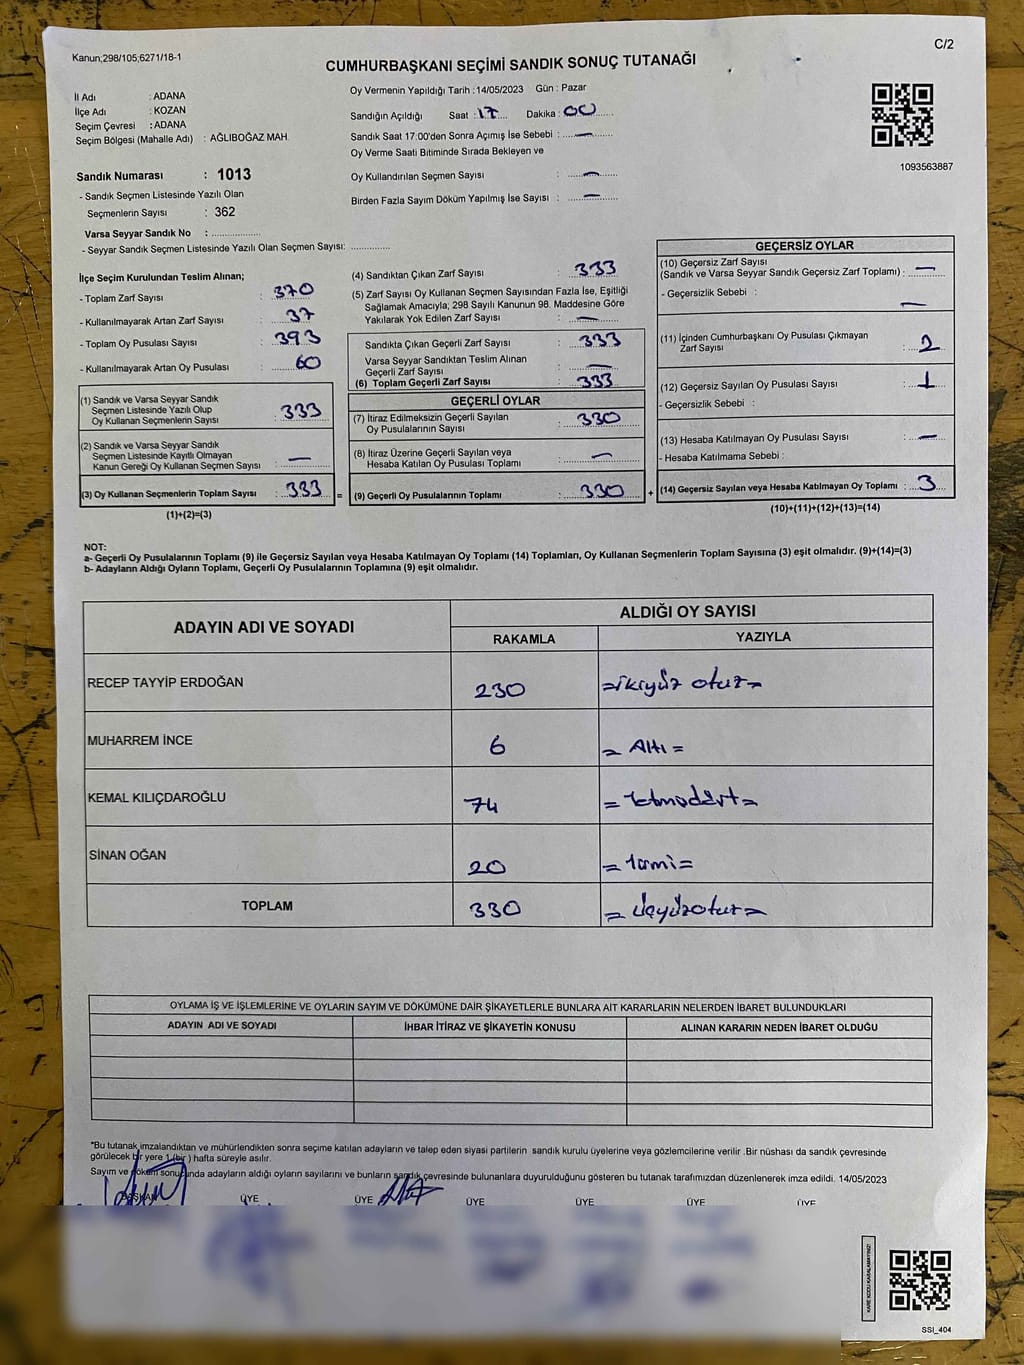 Kanun;298/105;6271/18-1
C/2
CUMHURBAŞKANI SEÇİMİ SANDIK SONUÇ TUTANAĞI
İl Adı : ADANA
İlçe Adı : KOZAN
Seçim Çevresi : ADANA
Seçim Bölgesi (Mahalle Adı) : AĞLIBOĞAZ MAH.
Sandık Numarası : 1013
- Sandık Seçmen Listesinde Yazılı Olan
Seçmenlerin Sayısı : 362
Varsa Seyyar Sandık No : ..................
- Seyyar Sandık Seçmen Listesinde Yazılı Olan Seçmen Sayısı: ..............
Oy Vermenin Yapıldığı Tarih : 14/05/2023 Gün : Pazar
Sandığın Açıldığı Saat : 17 Dakika : 00
Sandık Saat 17:00'den Sonra Açımış İse Sebebi : —
Oy Verme Saati Bitiminde Sırada Bekleyen ve
Oy Kullandırılan Seçmen Sayısı : —
Birden Fazla Sayım Döküm Yapılmış İse Sayısı : —
1093563887
İlçe Seçim Kurulundan Teslim Alınan;
- Toplam Zarf Sayısı : 370
- Kullanılmayarak Artan Zarf Sayısı : 37
- Toplam Oy Pusulası Sayısı : 393
- Kullanılmayarak Artan Oy Pusulası : 60
(1) Sandık ve Varsa Seyyar Sandık
Seçmen Listesinde Yazılı Olup
Oy Kullanan Seçmenlerin Sayısı : 333
(2) Sandık ve Varsa Seyyar Sandık
Seçmen Listesinde Kayıtlı Olmayan
Kanun Gereği Oy Kullanan Seçmen Sayısı : —
(3) Oy Kullanan Seçmenlerin Toplam Sayısı : 333 =
(1)+(2)=(3)
(4) Sandıktan Çıkan Zarf Sayısı : 333
(5) Zarf Sayısı Oy Kullanan Seçmen Sayısından Fazla İse, Eşitliği
Sağlamak Amacıyla; 298 Sayılı Kanunun 98. Maddesine Göre
Yakılarak Yok Edilen Zarf Sayısı : —
Sandıkta Çıkan Geçerli Zarf Sayısı : 333
Varsa Seyyar Sandıktan Teslim Alınan
Geçerli Zarf Sayısı : —
(6) Toplam Geçerli Zarf Sayısı : 333
GEÇERLİ OYLAR
(7) İtiraz Edilmeksizin Geçerli Sayılan
Oy Pusulalarının Sayısı : 330
(8) İtiraz Üzerine Geçerli Sayılan veya
Hesaba Katılan Oy Pusulası Toplamı : —
(9) Geçerli Oy Pusulalarının Toplamı : 330 +
GEÇERSİZ OYLAR
(10) Geçersiz Zarf Sayısı
(Sandık ve Varsa Seyyar Sandık Geçersiz Zarf Toplamı) : —
- Geçersizlik Sebebi : —
(11) İçinden Cumhurbaşkanı Oy Pusulası Çıkmayan
Zarf Sayısı : 2
(12) Geçersiz Sayılan Oy Pusulası Sayısı : 1
- Geçersizlik Sebebi :
(13) Hesaba Katılmayan Oy Pusulası Sayısı : —
- Hesaba Katılmama Sebebi :
(14) Geçersiz Sayılan veya Hesaba Katılmayan Oy Toplamı : 3
(10)+(11)+(12)+(13)=(14)
NOT:
a- Geçerli Oy Pusulalarının Toplamı (9) ile Geçersiz Sayılan veya Hesaba Katılmayan Oy Toplamı (14) Toplamları, Oy Kullanan Seçmenlerin Toplam Sayısına (3) eşit olmalıdır. (9)+(14)=(3)
b- Adayların Aldığı Oyların Toplamı, Geçerli Oy Pusulalarının Toplamına (9) eşit olmalıdır.
ADAYIN ADI VE SOYADI ALDIĞI OY SAYISI
RAKAMLA YAZIYLA
RECEP TAYYİP ERDOĞAN 230 =ikiyüz otuz=
MUHARREM İNCE 6 = Altı =
KEMAL KILIÇDAROĞLU 74 = Yetmişdört=
SİNAN OĞAN 20 = Yirmi =
TOPLAM 330 = Üçyüzotuz=
OYLAMA İŞ VE İŞLEMLERİNE VE OYLARIN SAYIM VE DÖKÜMÜNE DAİR ŞİKAYETLERLE BUNLARA AİT KARARLARIN NELERDEN İBARET BULUNDUKLARI
ADAYIN ADI VE SOYADI İHBAR İTİRAZ VE ŞİKAYETİN KONUSU ALINAN KARARIN NEDEN İBARET OLDUĞU
*Bu tutanak imzalandıktan ve mühürlendikten sonra seçime katılan adayların ve talep eden siyasi partilerin sandık kurulu üyelerine veya gözlemcilerine verilir .Bir nüshası da sandık çevresinde
görülecek bir yere 1 (bir ) hafta süreyle asılır.
Sayım ve döküm sonucunda adayların aldığı oyların sayılarını ve bunların sandık çevresinde bulunanlara duyurulduğunu gösteren bu tutanak tarafımızdan düzenlenerek imza edildi. 14/05/2023
BAŞKAN ÜYE ÜYE ÜYE ÜYE ÜYE ÜYE
KARE KODU KARALAMAYINIZ!
SSI_404